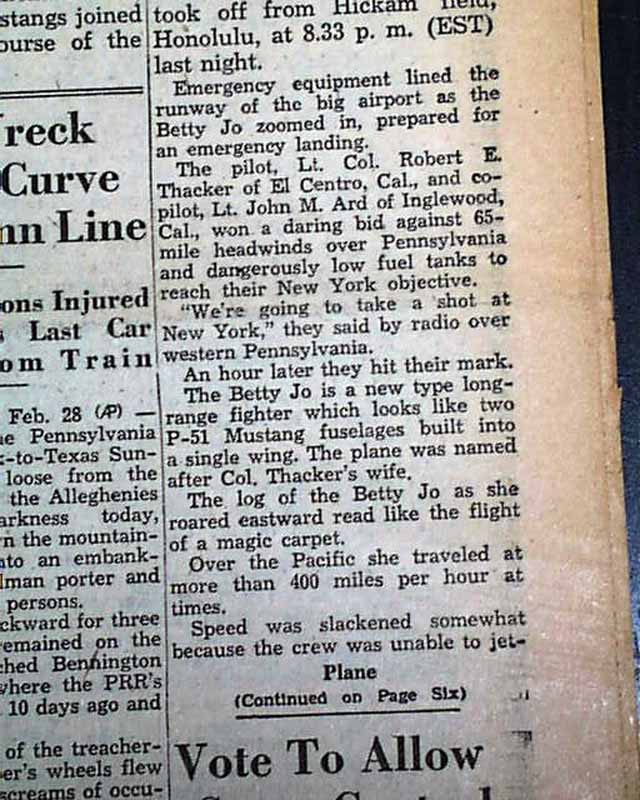 stangs joined
ourse of the
reck
Curve
nn Line
ons Injured
Last Car
om Train
Feb. 28 (AP) —
e Pennsylvania
-to-Texas Sun-
loose from the
the Alleghenies
arkness today,
n the mountain-
nto an embank-
lman porter and
persons.
ckward for three
emained on the
ched Bennington
where the PRR's
10 days ago and
of the treacher-
er's wheels flew
screams of occu-
took off from Hickam field,
Honolulu, at 8.33 p. m. (EST)
last night.
Emergency equipment lined the
runway of the big airport as the
Betty Jo zoomed in, prepared for
an emergency landing.
The pilot, Lt. Col. Robert E.
Thacker of El Centro, Cal., and co-
pilot, Lt. John M. Ard of Inglewood,
Cal., won a daring bid against 65-
mile headwinds over Pennsylvania
and dangerously low fuel tanks to
reach their New York objective.
"We're going to take a shot at
New York," they said by radio over
western Pennsylvania.
An hour later they hit their mark.
The Betty Jo is a new type long-
range fighter which looks like two
P-51 Mustang fuselages built into
a single wing. The plane was named
after Col. Thacker's wife.
The log of the Betty Jo as she
roared eastward read like the flight
of a magic carpet.
Over the Pacific she traveled at
more than 400 miles per hour at
times.
Speed was slackened somewhat
because the crew was unable to jet-
Plane
(Continued on Page Six)
Vote To Allow